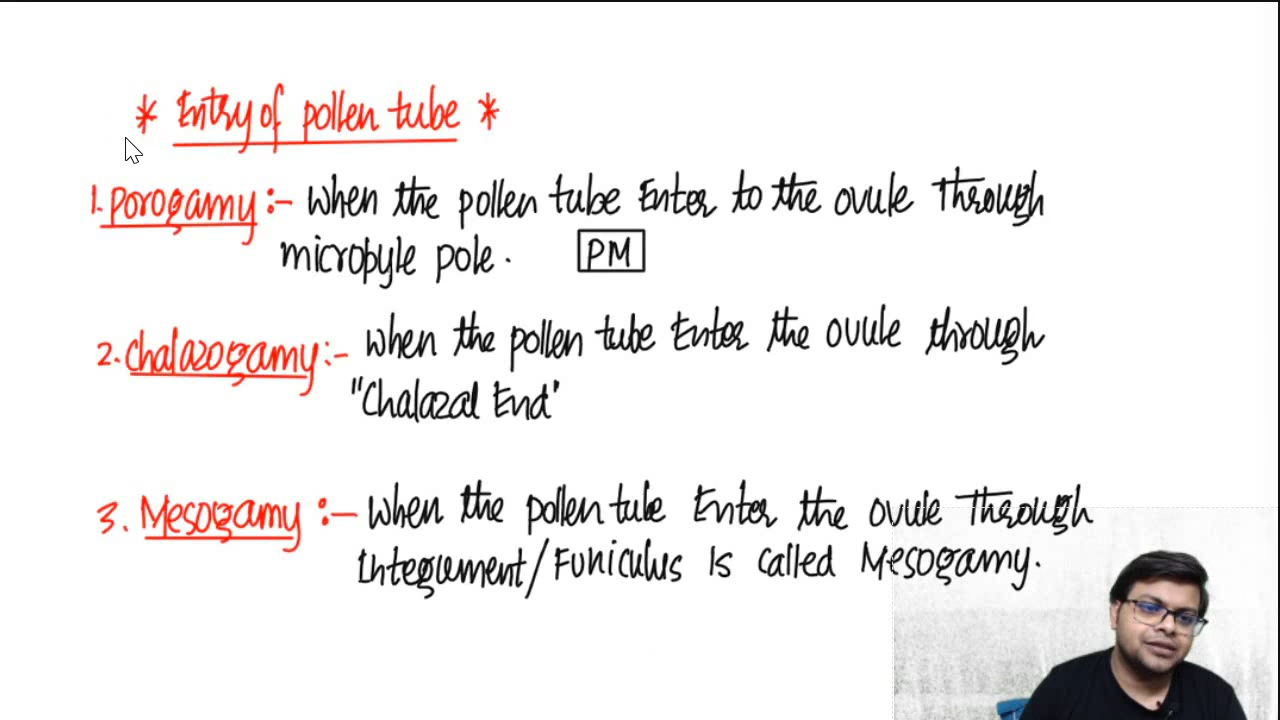 * Entry of pollen tube *
1. Porogamy :- When the pollen tube Enter to the ovule Through
micropyle pole. PM
2. Chalazogamy :- When the pollen tube Enter the ovule through
"Chalazal End"
3. Mesogamy :- When the pollen tube Enter the ovule Through
Integument/Funiculus Is called Mesogamy.